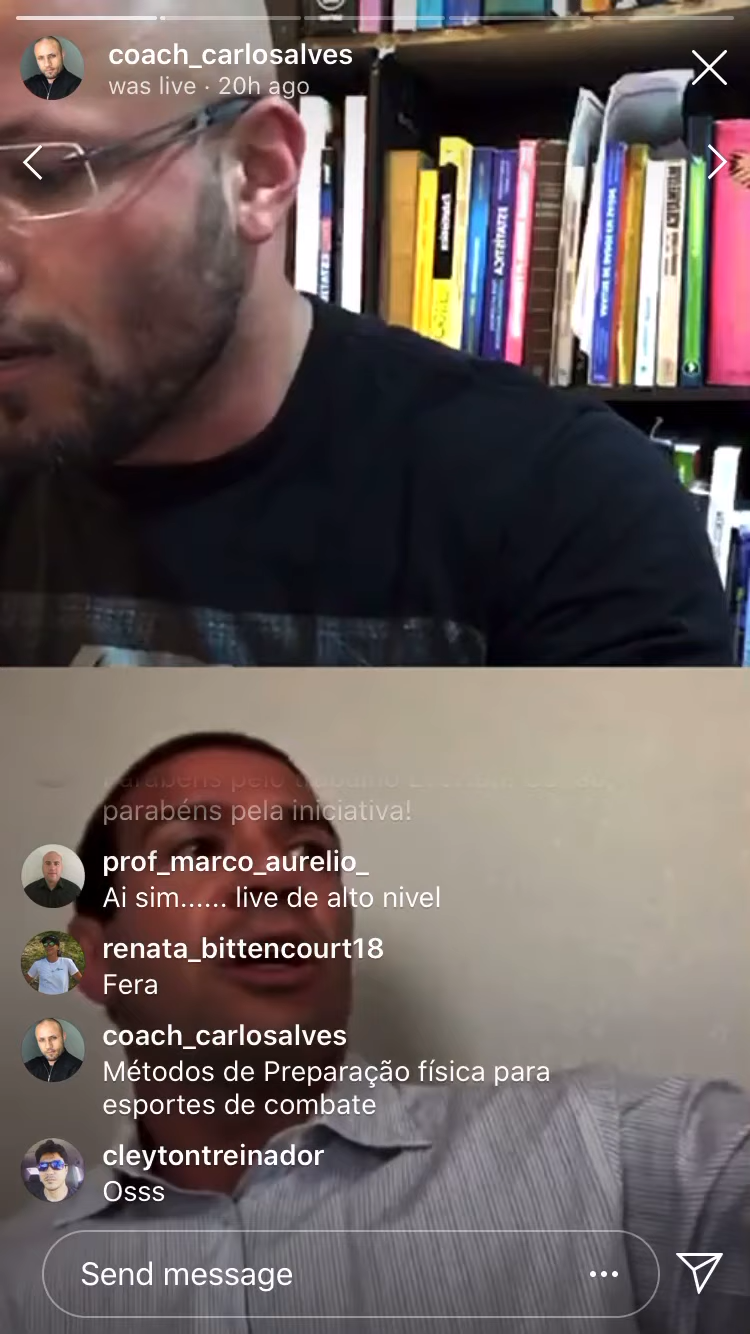 coach_carlosalves
was live · 20h ago
parabéns pela iniciativa!
prof_marco_aurelio_
Ai sim...... live de alto nivel
renata_bittencourt18
Fera
coach_carlosalves
Métodos de Preparação física para
esportes de combate
cleytontreinador
Osss
Send message